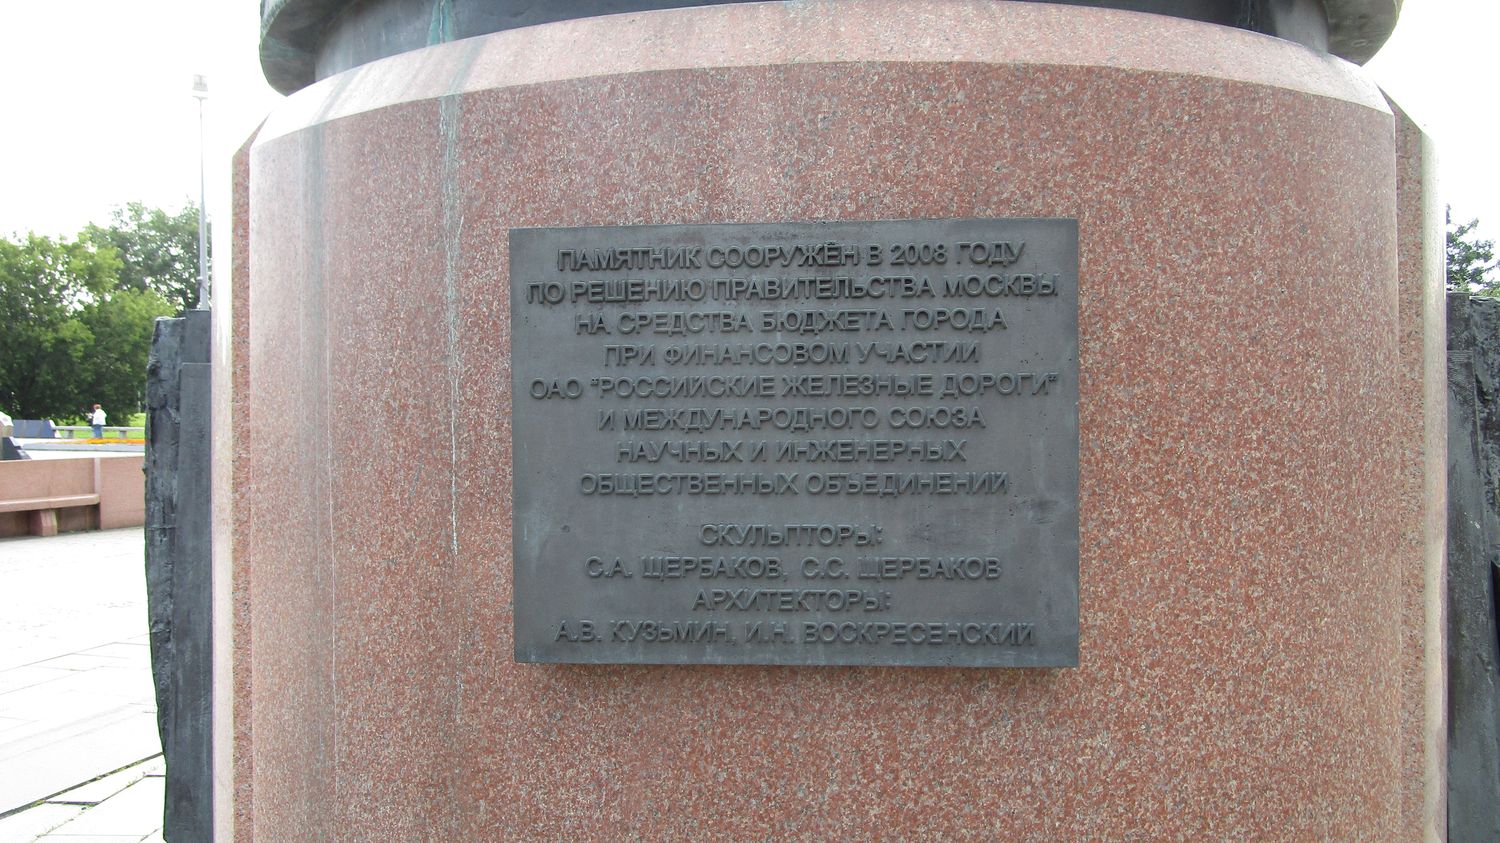 ПАМЯТНИК СООРУЖЁН В 2008 ГОДУ
ПО РЕШЕНИЮ ПРАВИТЕЛЬСТВА МОСКВЫ
НА СРЕДСТВА БЮДЖЕТА ГОРОДА
ПРИ ФИНАНСОВОМ УЧАСТИИ
ОАО "РОССИЙСКИЕ ЖЕЛЕЗНЫЕ ДОРОГИ"
И МЕЖДУНАРОДНОГО СОЮЗА
НАУЧНЫХ И ИНЖЕНЕРНЫХ
ОБЩЕСТВЕННЫХ ОБЪЕДИНЕНИЙ
СКУЛЬПТОРЫ:
С.А. ЩЕРБАКОВ, С.С. ЩЕРБАКОВ
АРХИТЕКТОРЫ:
А.В. КУЗЬМИН, И.Н. ВОСКРЕСЕНСКИЙ